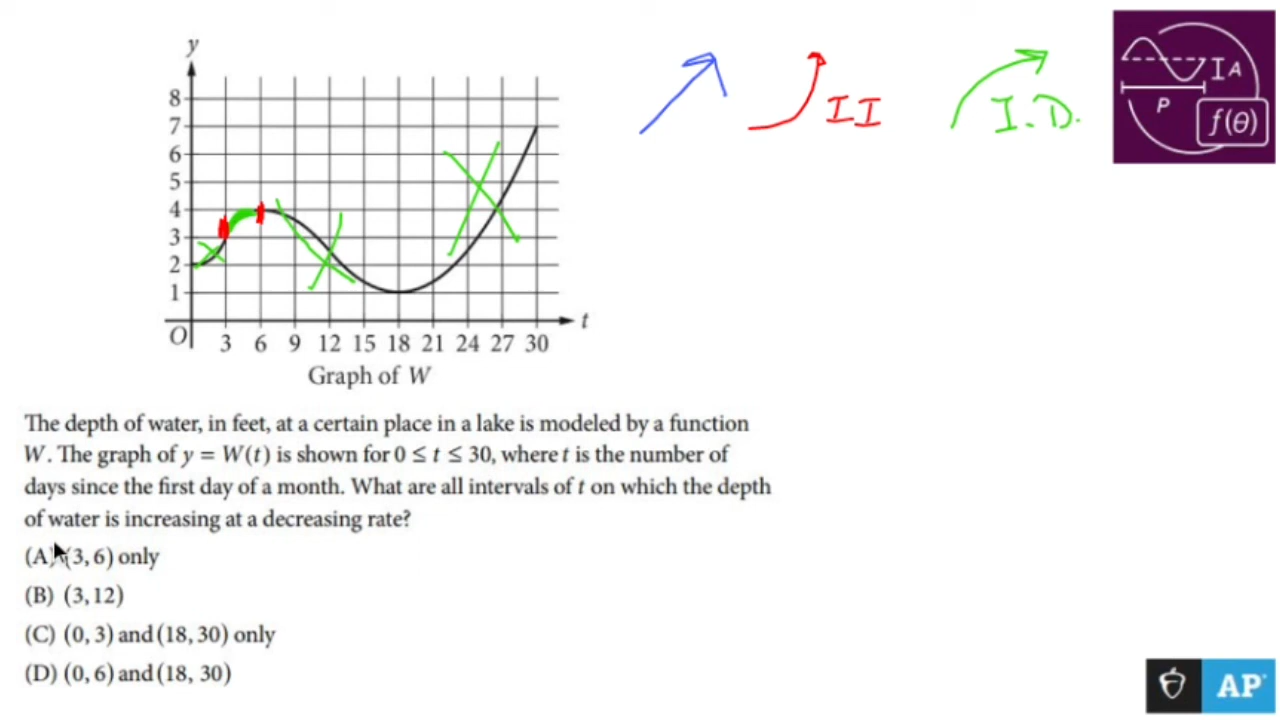 y
8
7
6
5
4
3
2
1
O
3 6 9 12 15 18 21 24 27 30
t
Graph of W
II
I.D.
I A
P
f(θ)
The depth of water, in feet, at a certain place in a lake is modeled by a function
W. The graph of y = W(t) is shown for 0 ≤ t ≤ 30, where t is the number of
days since the first day of a month. What are all intervals of t on which the depth
of water is increasing at a decreasing rate?
(A) (3, 6) only
(B) (3, 12)
(C) (0, 3) and (18, 30) only
(D) (0, 6) and (18, 30)
AP